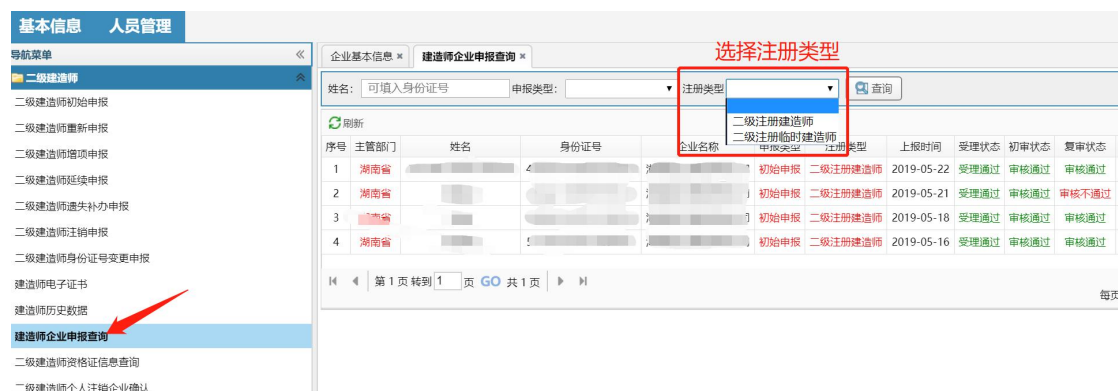 基本信息 人员管理
导航菜单
二级建造师
二级建造师初始申报
二级建造师重新申报
二级建造师增项申报
二级建造师延续申报
二级建造师遗失补办申报
二级建造师注销申报
二级建造师身份证号变更申报
建造师电子证书
建造师历史数据
建造师企业申报查询
二级建造师资格证信息查询
二级建造师个人注销企业确认
企业基本信息 × 建造师企业申报查询 ×
选择注册类型
姓名: 可填入身份证号 申报类型: 注册类型 查询
二级注册建造师
二级注册临时建造师
刷新
序号 主管部门 姓名 身份证号 企业名称 申报类型 注册类型 上报时间 受理状态 初审状态 复审状态
1 湖南省 4 初始申报 二级注册建造师 2019-05-22 受理通过 审核通过 审核通过
2 湖南省 初始申报 二级注册建造师 2019-05-21 受理通过 审核通过 审核不通过
3 初始申报 二级注册建造师 2019-05-18 受理通过 审核通过 审核通过
4 湖南省 5 初始申报 二级注册建造师 2019-05-16 受理通过 审核通过 审核通过
第 1 页 转到 1 页 GO 共 1 页
每页